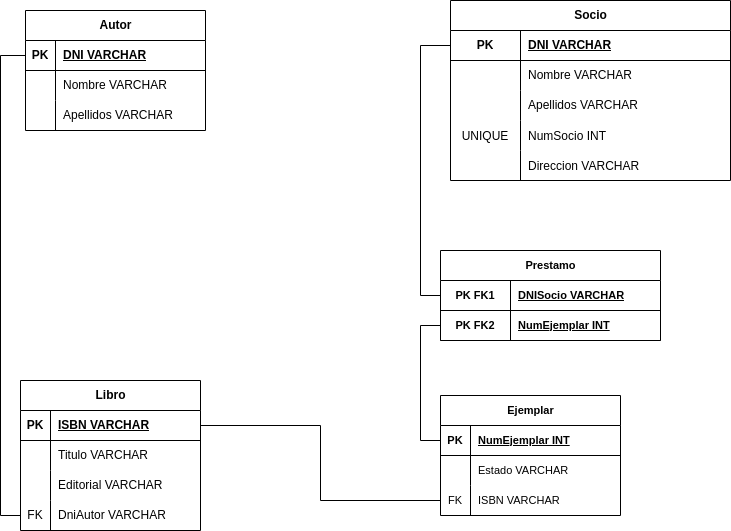 Autor
PK DNI VARCHAR
Nombre VARCHAR
Apellidos VARCHAR
Socio
PK DNI VARCHAR
Nombre VARCHAR
Apellidos VARCHAR
UNIQUE NumSocio INT
Direccion VARCHAR
Prestamo
PK FK1 DNISocio VARCHAR
PK FK2 NumEjemplar INT
Libro
PK ISBN VARCHAR
Titulo VARCHAR
Editorial VARCHAR
FK DniAutor VARCHAR
Ejemplar
PK NumEjemplar INT
Estado VARCHAR
FK ISBN VARCHAR